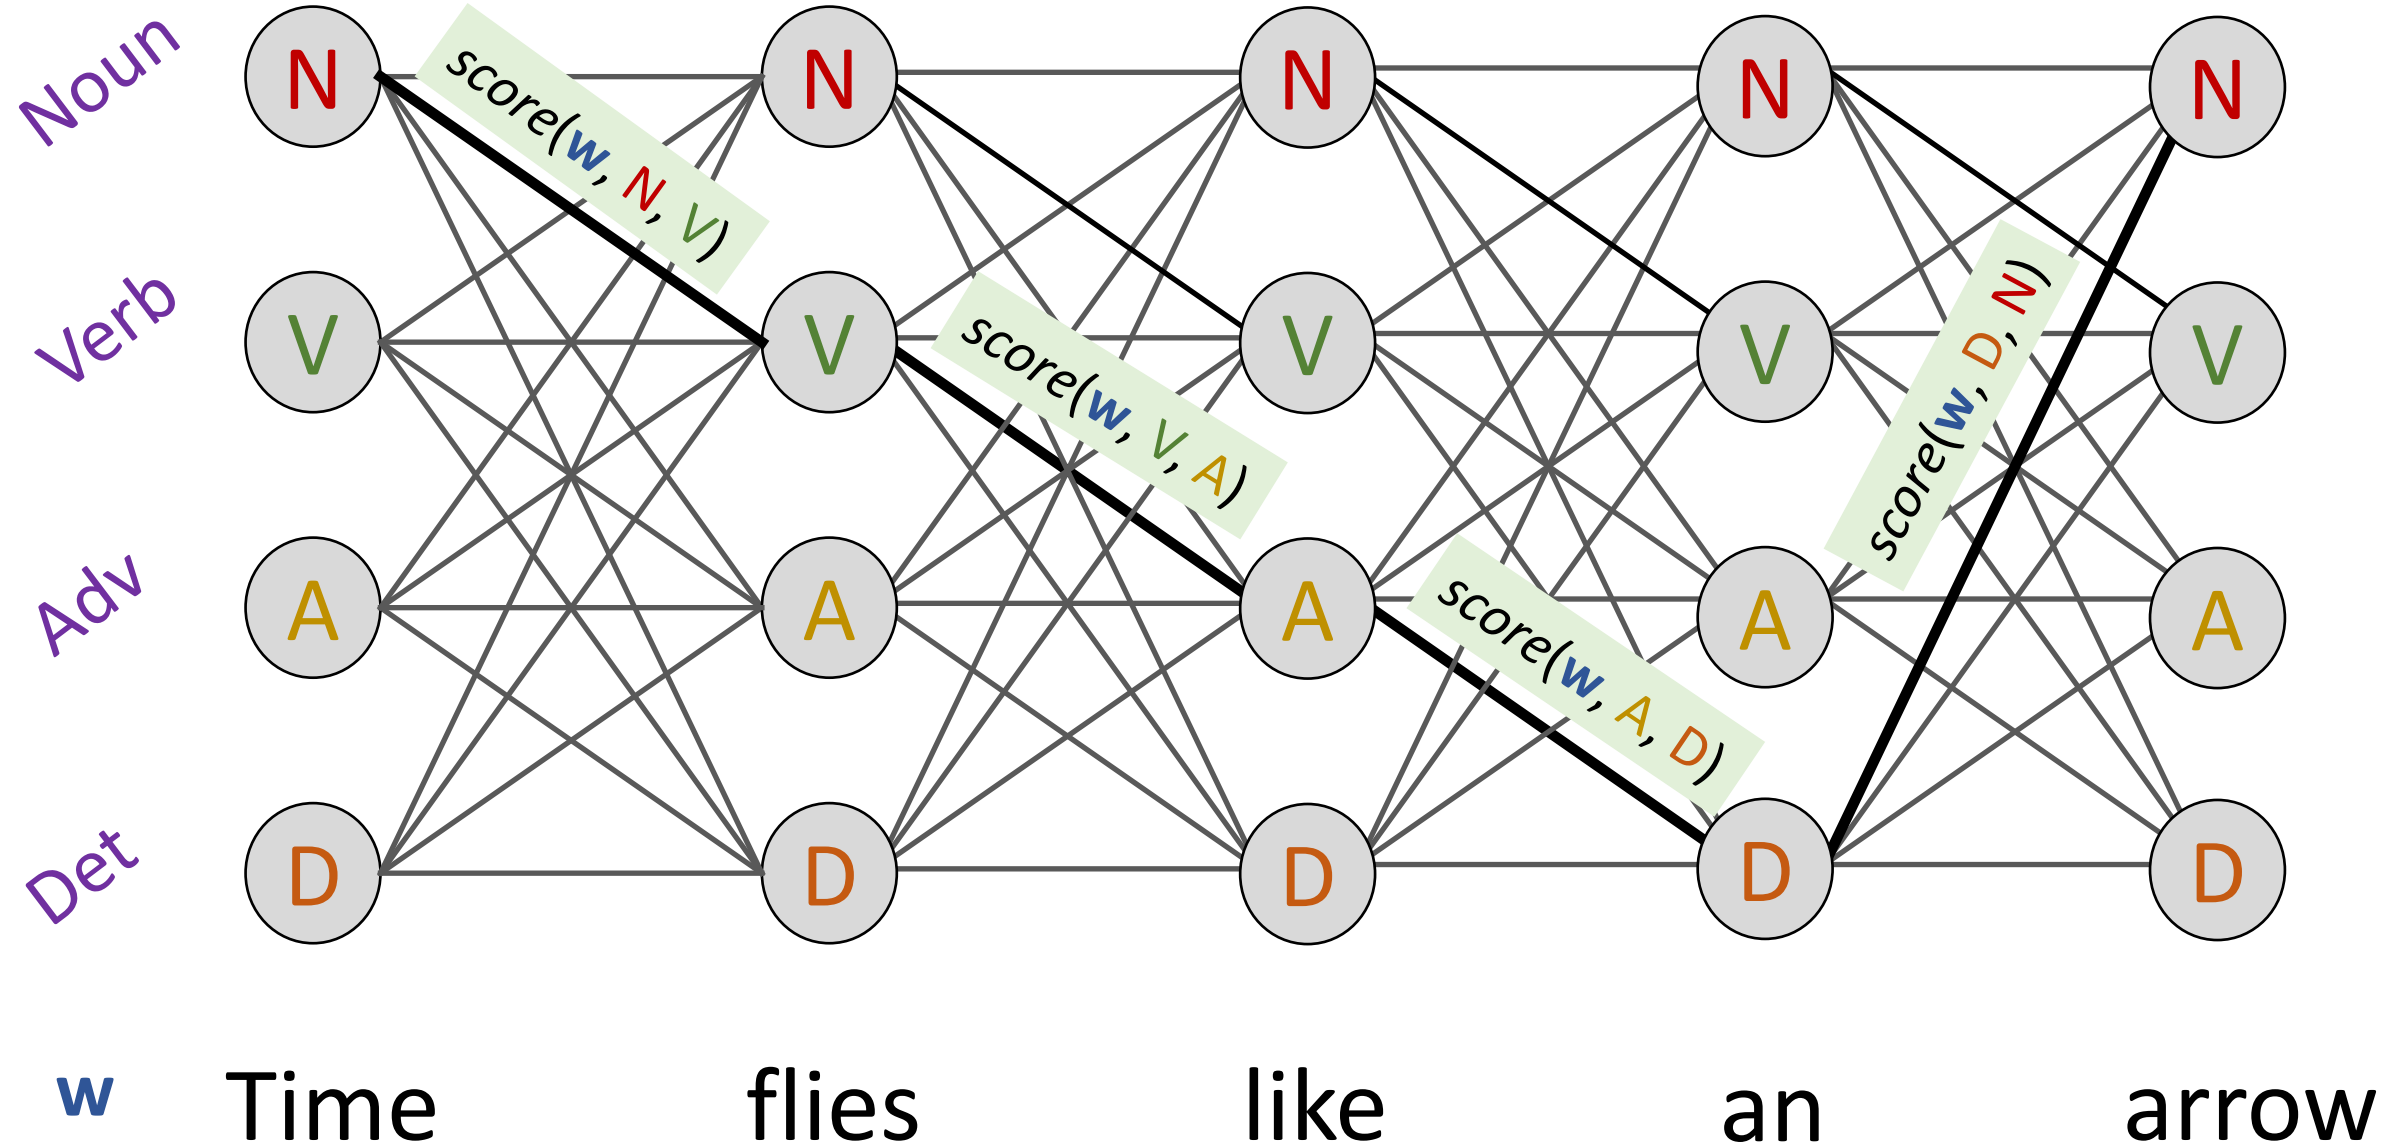 Noun N N N N N
score(w, N, V)
Verb V V V V V
score(w, V, A)
score(w, D, N)
Adv A A A A A
score(w, A, D)
Det D D D D D
w Time flies like an arrow